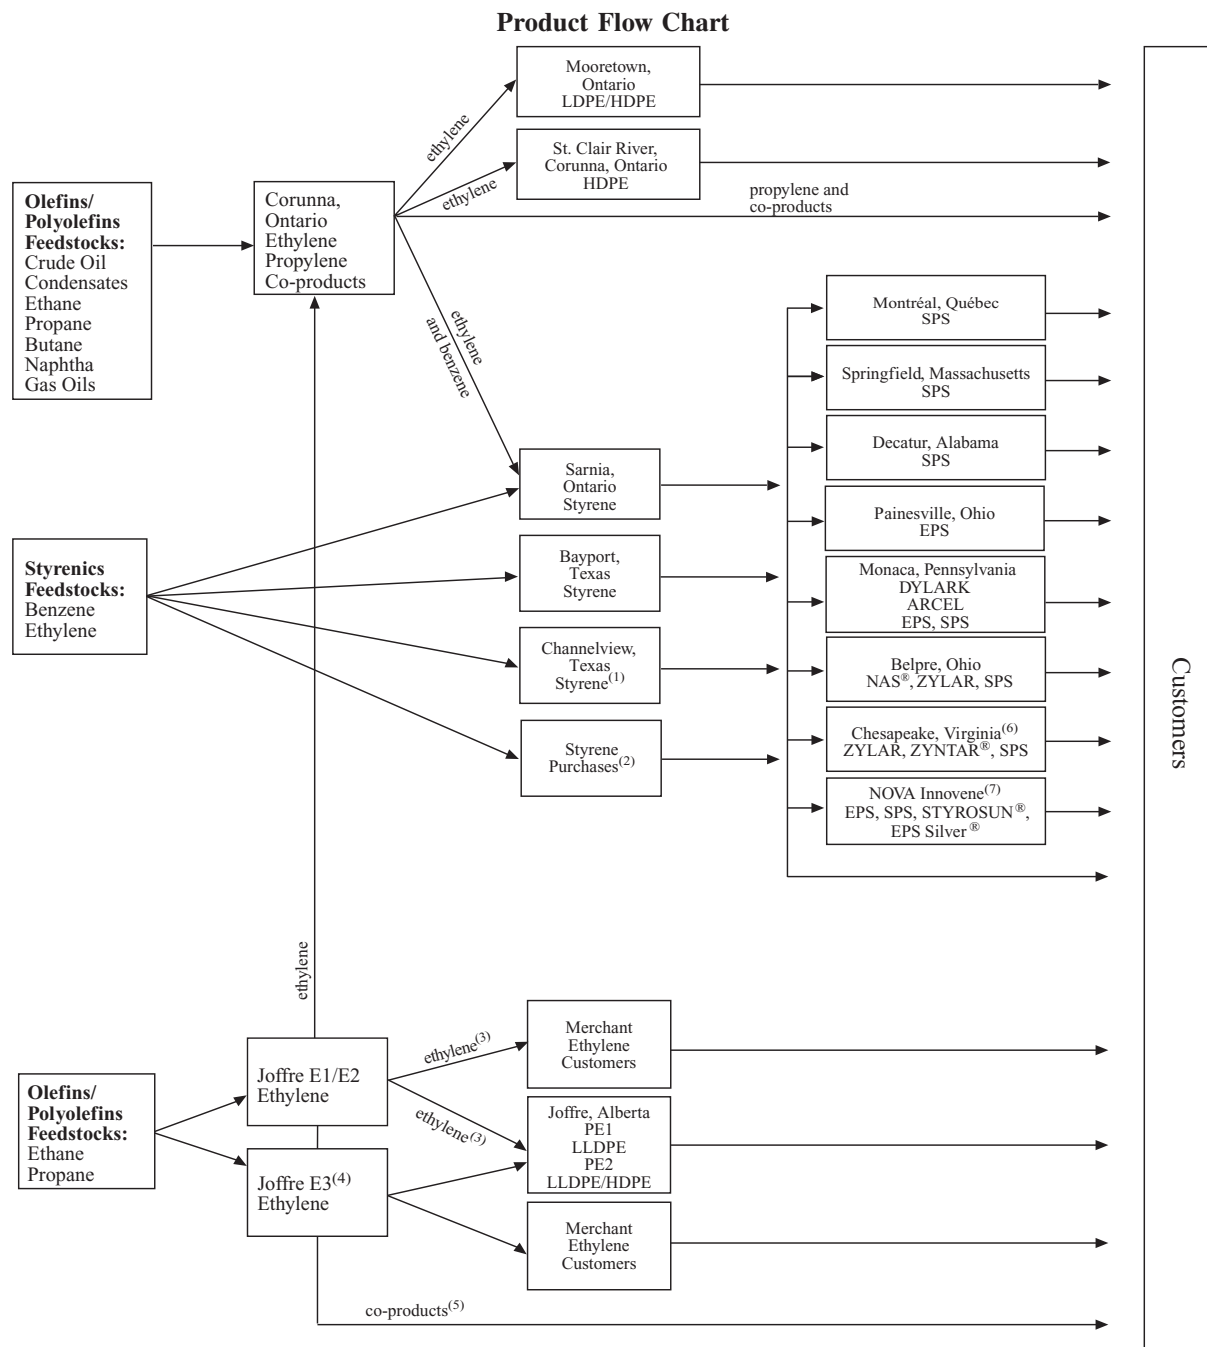 Product Flow Chart
Mooretown,
Ontario
LDPE/HDPE
ethylene
St. Clair River,
Corunna, Ontario
HDPE
ethylene
propylene and
co-products
Olefins/
Polyolefins
Feedstocks:
Crude Oil
Condensates
Ethane
Propane
Butane
Naphtha
Gas Oils
Corunna,
Ontario
Ethylene
Propylene
Co-products
ethylene
and benzene
Montréal, Québec
SPS
Springfield, Massachusetts
SPS
Decatur, Alabama
SPS
Painesville, Ohio
EPS
Monaca, Pennsylvania
DYLARK
ARCEL
EPS, SPS
Belpre, Ohio
NAS®, ZYLAR, SPS
Chesapeake, Virginia(6)
ZYLAR, ZYNTAR®, SPS
NOVA Innovene(7)
EPS, SPS, STYROSUN®,
EPS Silver®
Sarnia,
Ontario
Styrene
Bayport,
Texas
Styrene
Channelview,
Texas
Styrene(1)
Styrene
Purchases(2)
Styrenics
Feedstocks:
Benzene
Ethylene
Customers
ethylene
Olefins/
Polyolefins
Feedstocks:
Ethane
Propane
Joffre E1/E2
Ethylene
Joffre E3(4)
Ethylene
ethylene(3)
ethylene(3)
Merchant
Ethylene
Customers
Joffre, Alberta
PE1
LLDPE
PE2
LLDPE/HDPE
Merchant
Ethylene
Customers
co-products(5)